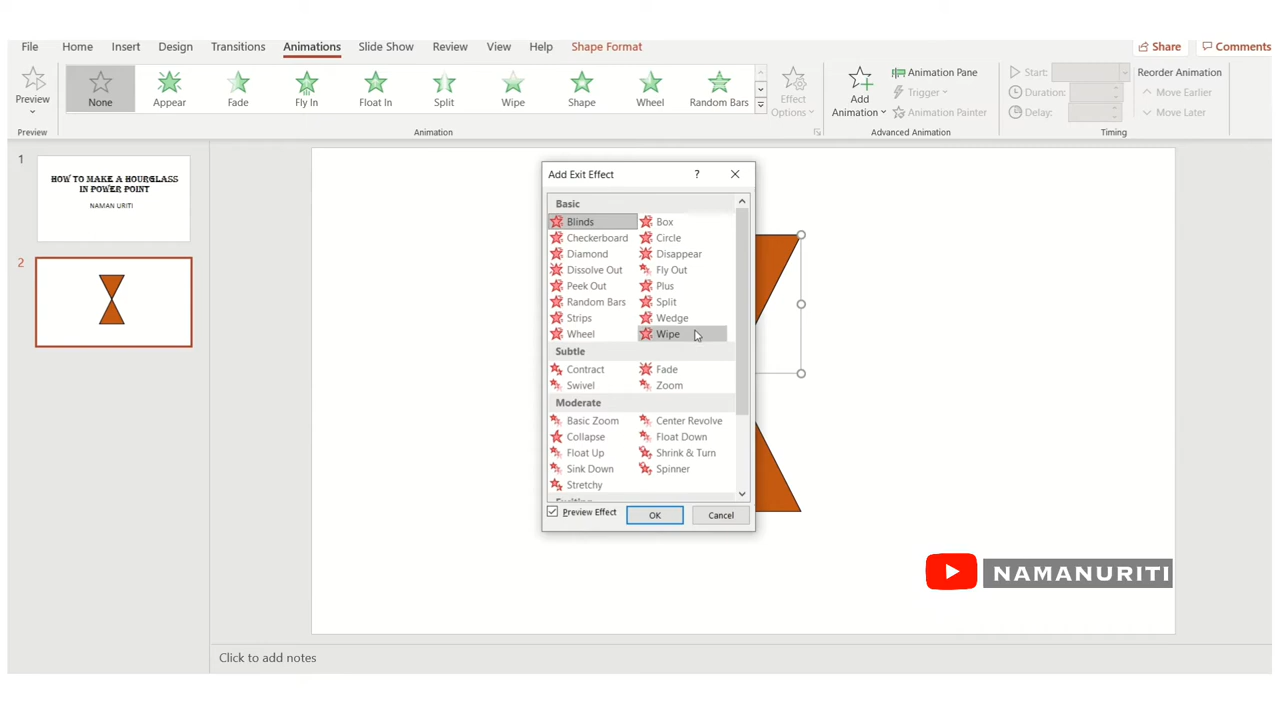 File Home Insert Design Transitions Animations Slide Show Review View Help Shape Format Share Comments
Preview None Appear Fade Fly In Float In Split Wipe Shape Wheel Random Bars Effect Options Add Animation Animation Pane Trigger Animation Painter Start: Duration: Delay: Reorder Animation Move Earlier Move Later
Preview Animation Advanced Animation Timing
1
HOW TO MAKE A HOURGLASS
IN POWER POINT
NAMAN URITI
2
Add Exit Effect ?
Basic
Blinds Box
Checkerboard Circle
Diamond Disappear
Dissolve Out Fly Out
Peek Out Plus
Random Bars Split
Strips Wedge
Wheel Wipe
Subtle
Contract Fade
Swivel Zoom
Moderate
Basic Zoom Center Revolve
Collapse Float Down
Float Up Shrink & Turn
Sink Down Spinner
Stretchy
Exciting
Preview Effect OK Cancel
NAMANURITI
Click to add notes